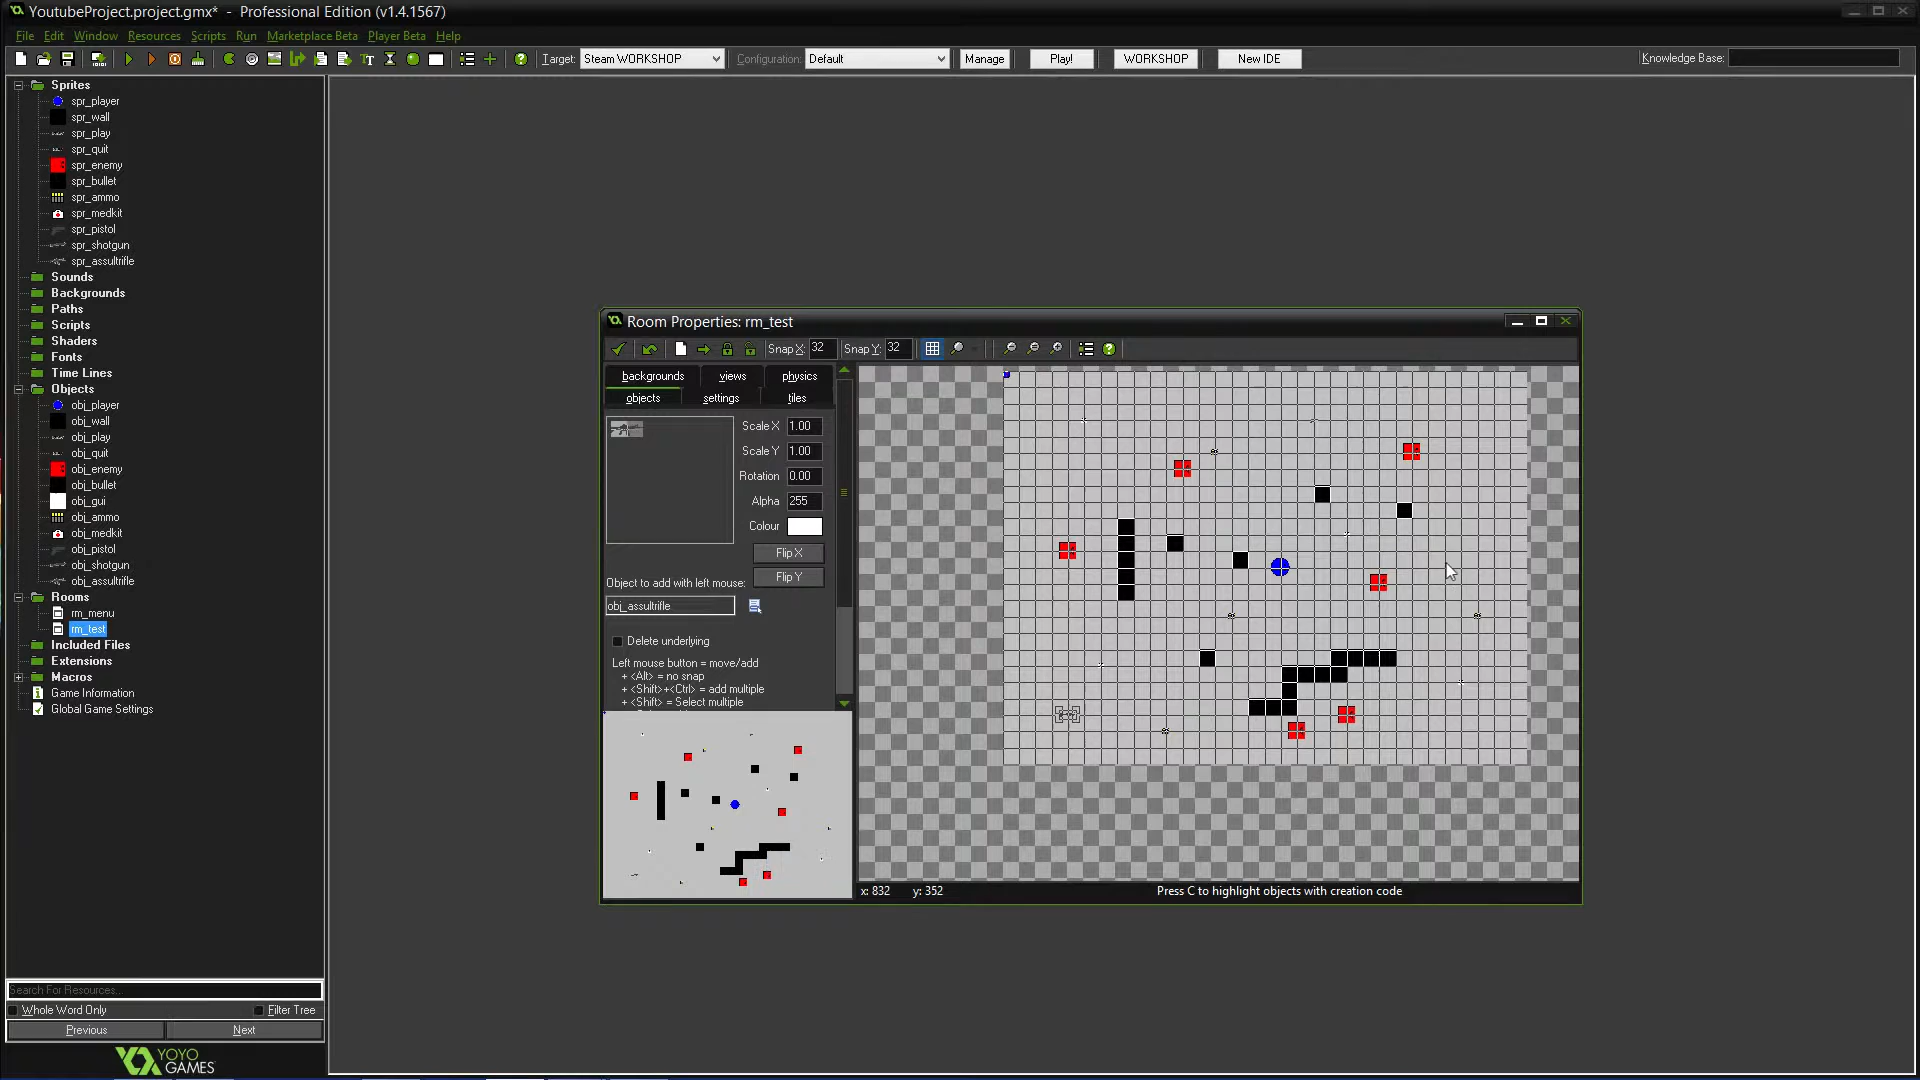 YoutubeProject.project.gmx* - Professional Edition (v1.4.1567)
File Edit Window Resources Scripts Run Marketplace Beta Player Beta Help
Target: Steam WORKSHOP Configuration: Default Manage Play! WORKSHOP New IDE Knowledge Base:
Sprites
spr_player
spr_wall
spr_play
spr_quit
spr_enemy
spr_bullet
spr_ammo
spr_medkit
spr_pistol
spr_shotgun
spr_assultrifle
Sounds
Backgrounds
Paths
Scripts
Shaders
Fonts
Time Lines
Objects
obj_player
obj_wall
obj_play
obj_quit
obj_enemy
obj_bullet
obj_gui
obj_ammo
obj_medkit
obj_pistol
obj_shotgun
obj_assultrifle
Rooms
rm_menu
rm_test
Included Files
Extensions
Macros
Game Information
Global Game Settings
Search For Resources...
Whole Word Only Filter Tree
Previous Next
YOYO
GAMES
Room Properties: rm_test
Snap X: 32 Snap Y: 32
backgrounds views physics
objects settings tiles
Scale X 1.00
Scale Y 1.00
Rotation 0.00
Alpha 255
Colour
Flip X
Flip Y
Object to add with left mouse:
obj_assultrifle
Delete underlying
Left mouse button = move/add
+ <Alt> = no snap
+ <Shift>+<Ctrl> = add multiple
+ <Shift> = Select multiple
x: 832 y: 352 Press C to highlight objects with creation code